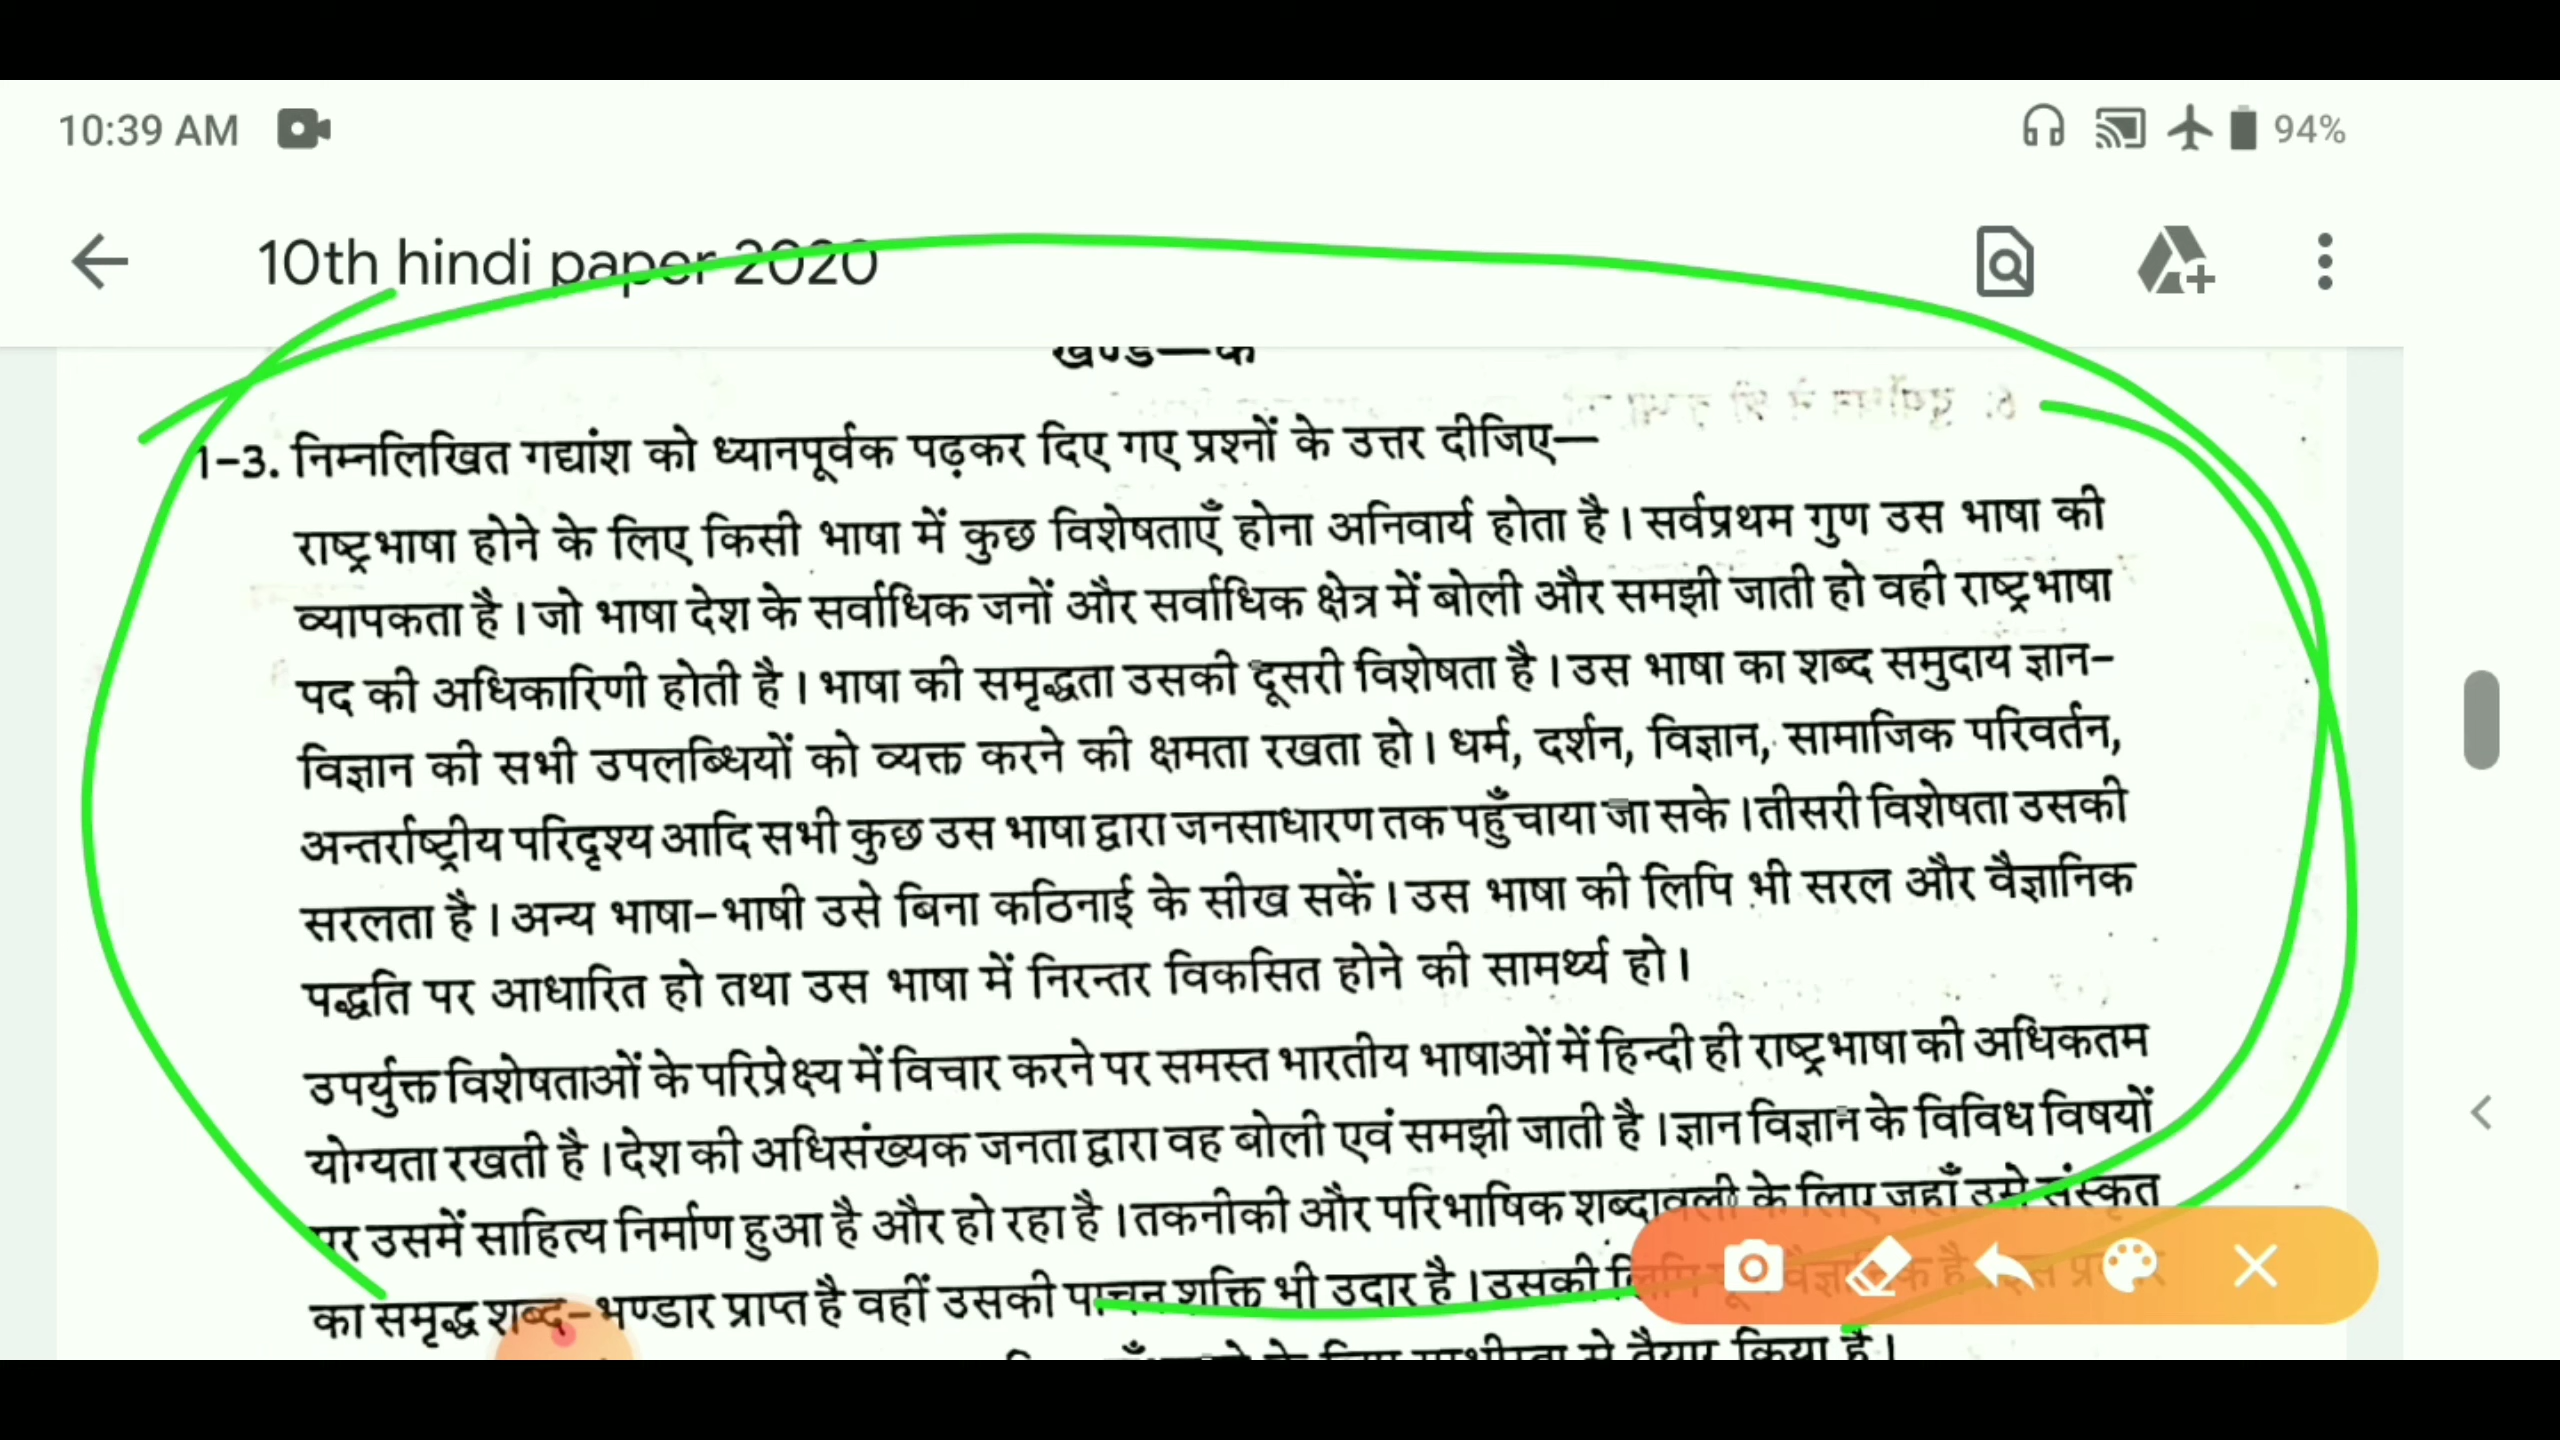 10:39 AM
94%
10th hindi paper 2020
खण्ड—क
1-3. निम्नलिखित गद्यांश को ध्यानपूर्वक पढ़कर दिए गए प्रश्नों के उत्तर दीजिए—
राष्ट्रभाषा होने के लिए किसी भाषा में कुछ विशेषताएँ होना अनिवार्य होता है। सर्वप्रथम गुण उस भाषा की
व्यापकता है। जो भाषा देश के सर्वाधिक जनों और सर्वाधिक क्षेत्र में बोली और समझी जाती हो वही राष्ट्रभाषा
पद की अधिकारिणी होती है। भाषा की समृद्धता उसकी दूसरी विशेषता है। उस भाषा का शब्द समुदाय ज्ञान-
विज्ञान की सभी उपलब्धियों को व्यक्त करने की क्षमता रखता हो। धर्म, दर्शन, विज्ञान, सामाजिक परिवर्तन,
अन्तर्राष्ट्रीय परिदृश्य आदि सभी कुछ उस भाषा द्वारा जनसाधारण तक पहुँचाया जा सके। तीसरी विशेषता उसकी
सरलता है। अन्य भाषा-भाषी उसे बिना कठिनाई के सीख सकें। उस भाषा की लिपि भी सरल और वैज्ञानिक
पद्धति पर आधारित हो तथा उस भाषा में निरन्तर विकसित होने की सामर्थ्य हो।
उपर्युक्त विशेषताओं के परिप्रेक्ष्य में विचार करने पर समस्त भारतीय भाषाओं में हिन्दी ही राष्ट्रभाषा की अधिकतम
योग्यता रखती है। देश की अधिसंख्यक जनता द्वारा वह बोली एवं समझी जाती है। ज्ञान विज्ञान के विविध विषयों
पर उसमें साहित्य निर्माण हुआ है और हो रहा है। तकनीकी और परिभाषिक शब्दावली के लिए जहाँ उसे संस्कृत
का समृद्ध शब्द-भण्डार प्राप्त है वहीं उसकी पाचन शक्ति भी उदार है। उसकी लिपि
के लिए तैयार किया है।